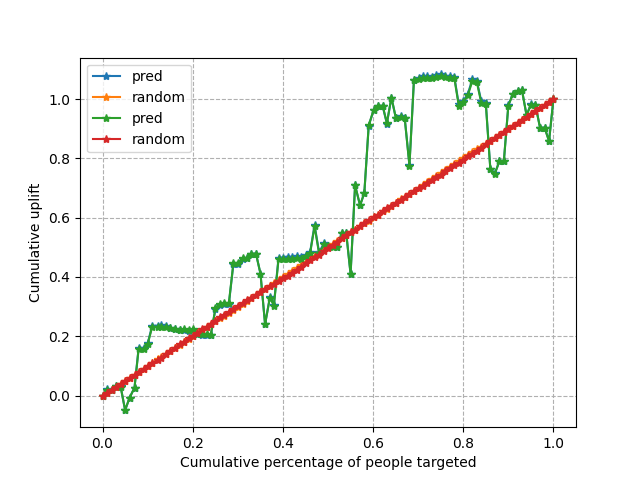 pred
random
pred
random
Cumulative uplift
1.0
0.8
0.6
0.4
0.2
0.0
0.0 0.2 0.4 0.6 0.8 1.0
Cumulative percentage of people targeted